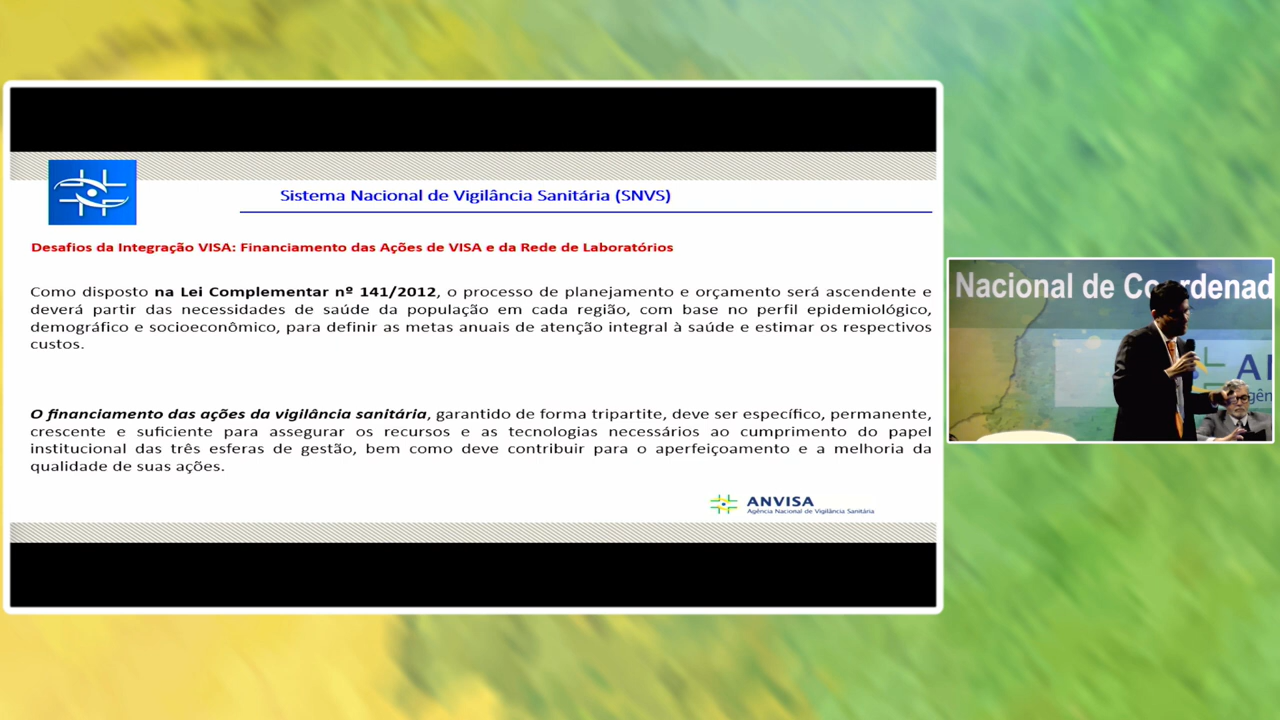 Sistema Nacional de Vigilância Sanitária (SNVS)
Desafios da Integração VISA: Financiamento das Ações de VISA e da Rede de Laboratórios
Como disposto na Lei Complementar nº 141/2012, o processo de planejamento e orçamento será ascendente e
deverá partir das necessidades de saúde da população em cada região, com base no perfil epidemiológico,
demográfico e socioeconômico, para definir as metas anuais de atenção integral à saúde e estimar os respectivos
custos.
O financiamento das ações da vigilância sanitária, garantido de forma tripartite, deve ser específico, permanente,
crescente e suficiente para assegurar os recursos e as tecnologias necessários ao cumprimento do papel
institucional das três esferas de gestão, bem como deve contribuir para o aperfeiçoamento e a melhoria da
qualidade de suas ações.
ANVISA
Agência Nacional de Vigilância Sanitária
Nacional de Co rdenad
AN